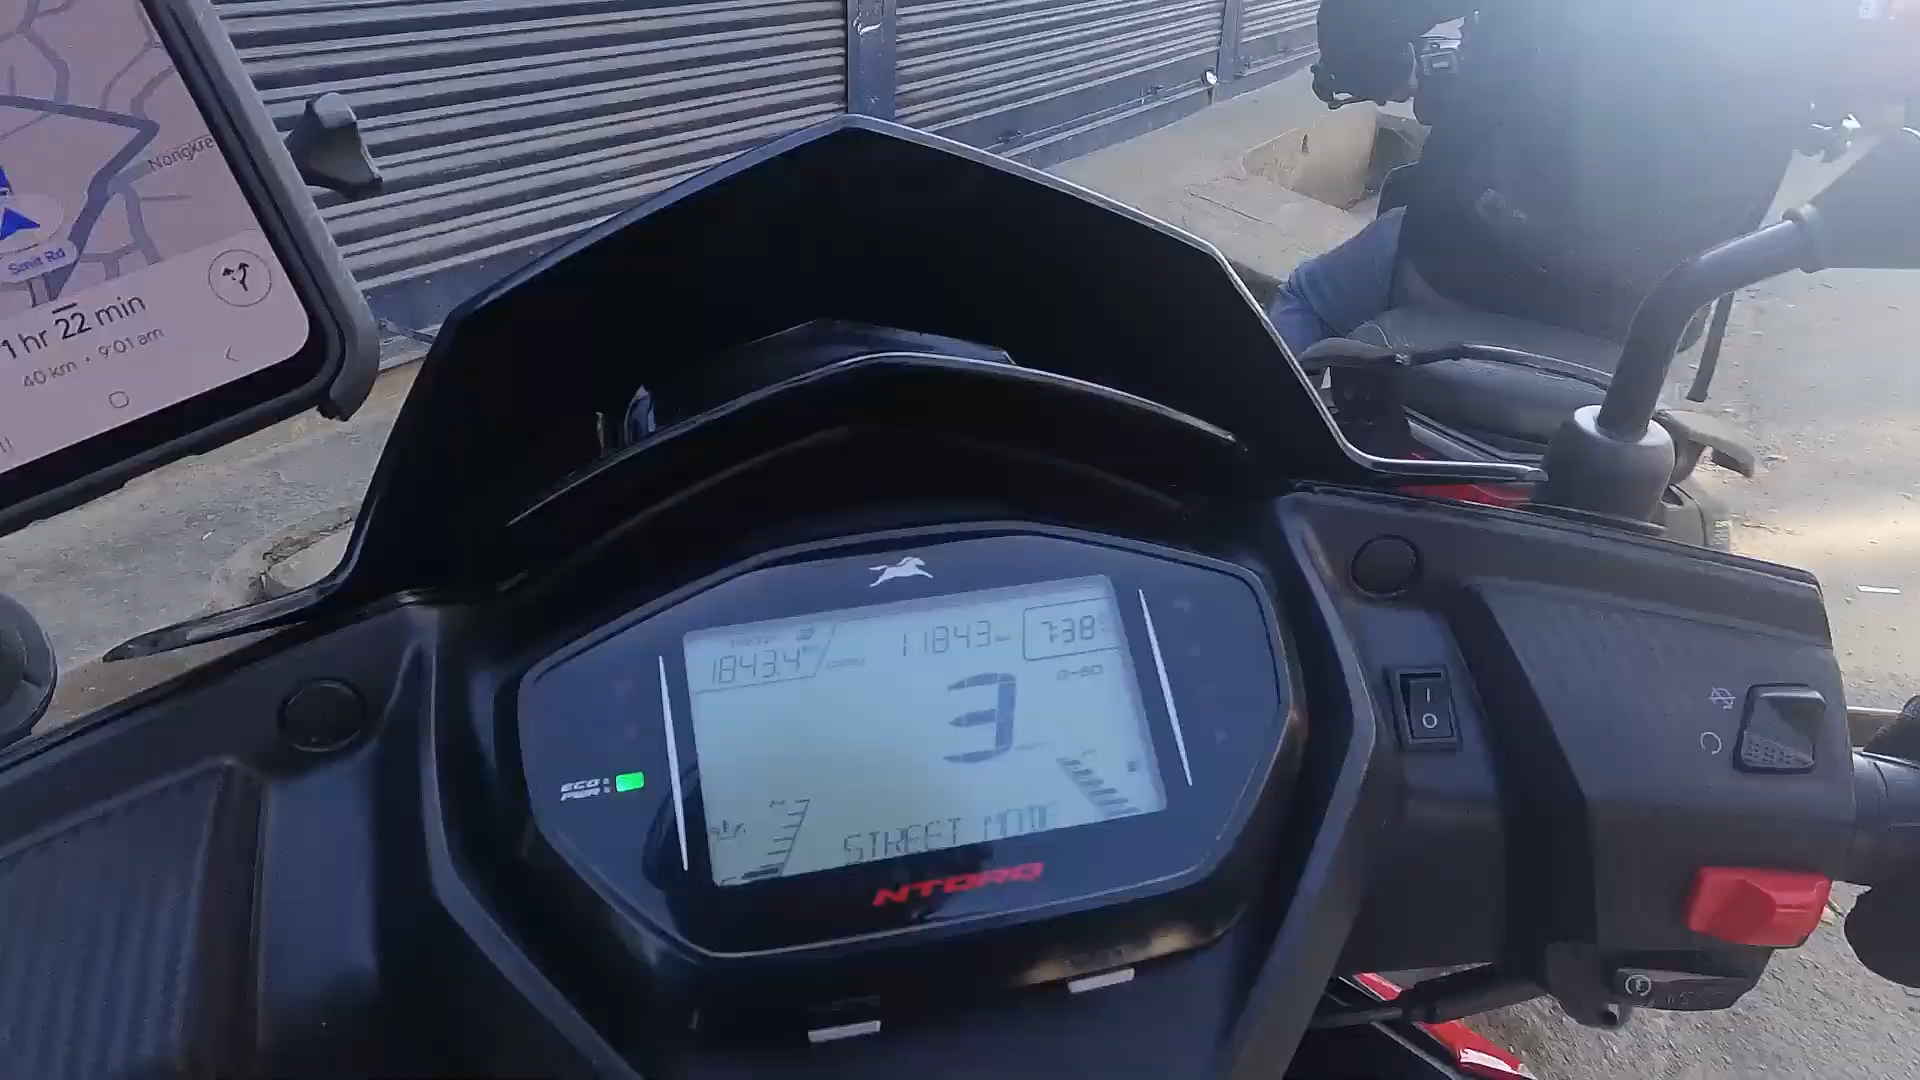 Nongkre
Smit Rd
1 hr 22 min
40 km • 9:01 am
1843.4
11843
7:38
0-60
3
ECO
PWR
STREET MODE
NTORQ
I
O